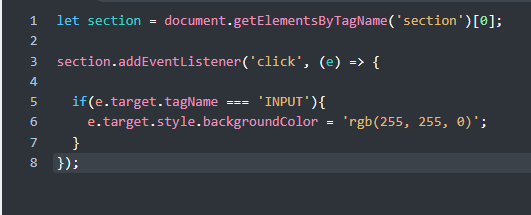 1 let section = document.getElementsByTagName('section')[0];
2
3 section.addEventListener('click', (e) => {
4
5   if(e.target.tagName === 'INPUT'){
6     e.target.style.backgroundColor = 'rgb(255, 255, 0)';
7   }
8 });